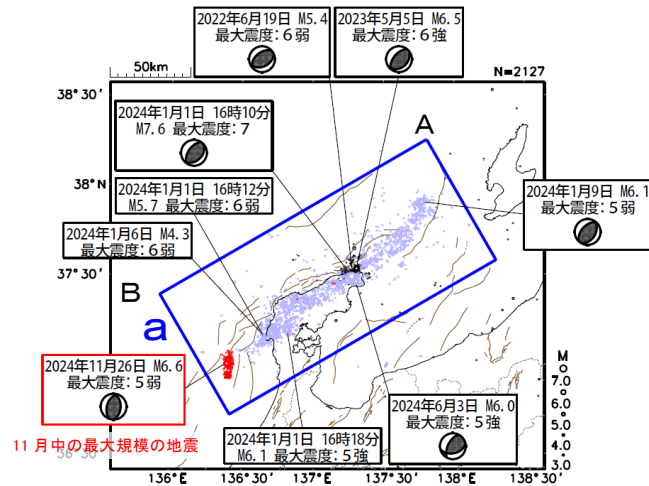 2022年6月19日 M5.4
最大震度：6弱
2023年5月5日 M6.5
最大震度：6強
50km
N=2127
38°30′
2024年1月1日 16時10分
M7.6 最大震度：7
A
38°N
2024年1月1日 16時12分
M5.7 最大震度：6弱
2024年1月9日 M6.1
最大震度：5弱
2024年1月6日 M4.3
最大震度：6弱
37°30′
B
a
2024年11月26日 M6.6
最大震度：5弱
M
7.0
6.0
5.0
4.0
3.0
2024年6月3日 M6.0
最大震度：5強
11月中の最大規模の地震
2024年1月1日 16時18分
M6.1 最大震度：5強
36°30′
136°E
136°30′
137°E
137°30′
138°E
138°30′